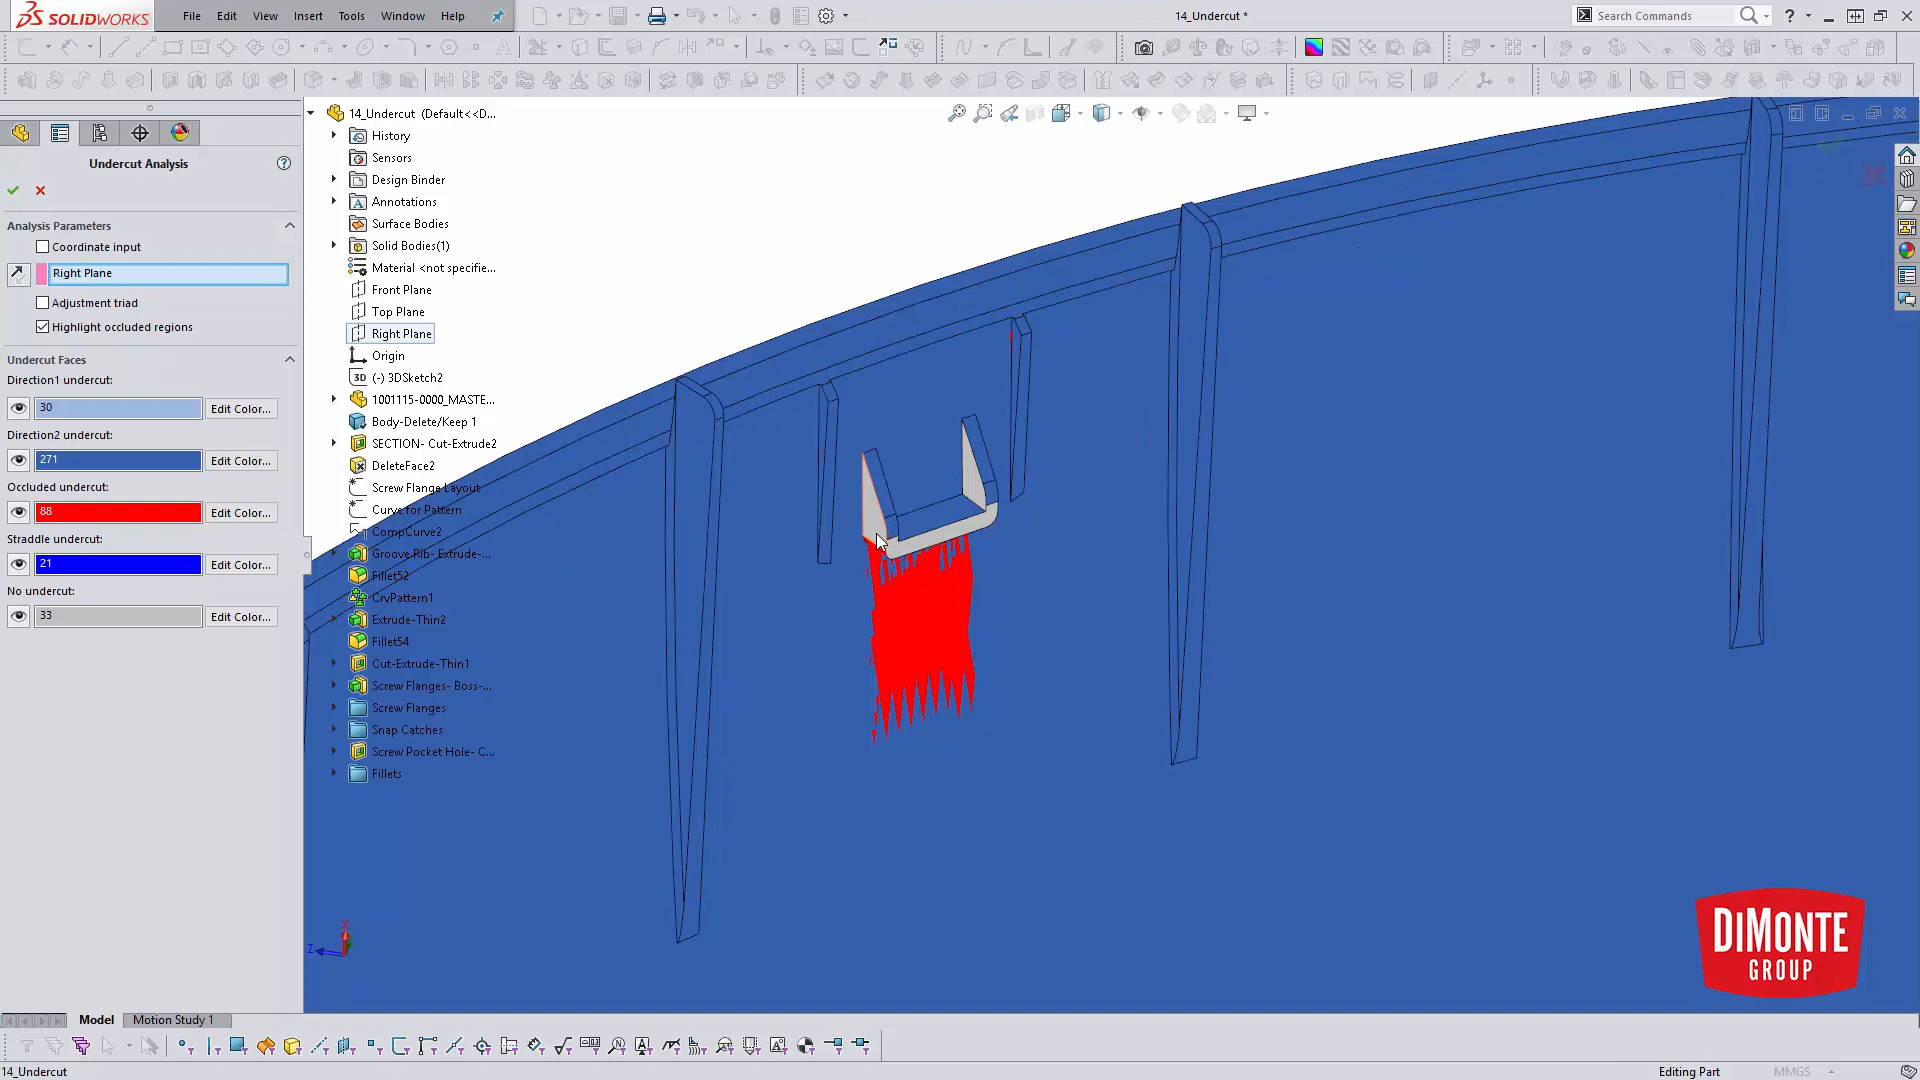 SOLIDWORKS
File Edit View Insert Tools Window Help
14_Undercut *
Search Commands
Undercut Analysis
Analysis Parameters
Coordinate input
Right Plane
Adjustment triad
Highlight occluded regions
Undercut Faces
Direction1 undercut:
30 Edit Color...
Direction2 undercut:
271 Edit Color...
Occluded undercut:
88 Edit Color...
Straddle undercut:
21 Edit Color...
No undercut:
33 Edit Color...
14_Undercut (Default<<D...
History
Sensors
Design Binder
Annotations
Surface Bodies
Solid Bodies(1)
Material <not specifie...
Front Plane
Top Plane
Right Plane
Origin
3D (-) 3DSketch2
1001115-0000_MASTE...
Body-Delete/Keep 1
SECTION- Cut-Extrude2
DeleteFace2
Screw Flange Layout
Curve for Pattern
CompCurve2
Groove Rib- Extrude-...
Fillet52
CrvPattern1
Extrude-Thin2
Fillet54
Cut-Extrude-Thin1
Screw Flanges- Boss-...
Screw Flanges
Snap Catches
Screw Pocket Hole- C...
Fillets
X
Z
DIMONTE
GROUP
Model Motion Study 1
14_Undercut
Editing Part
MMGS